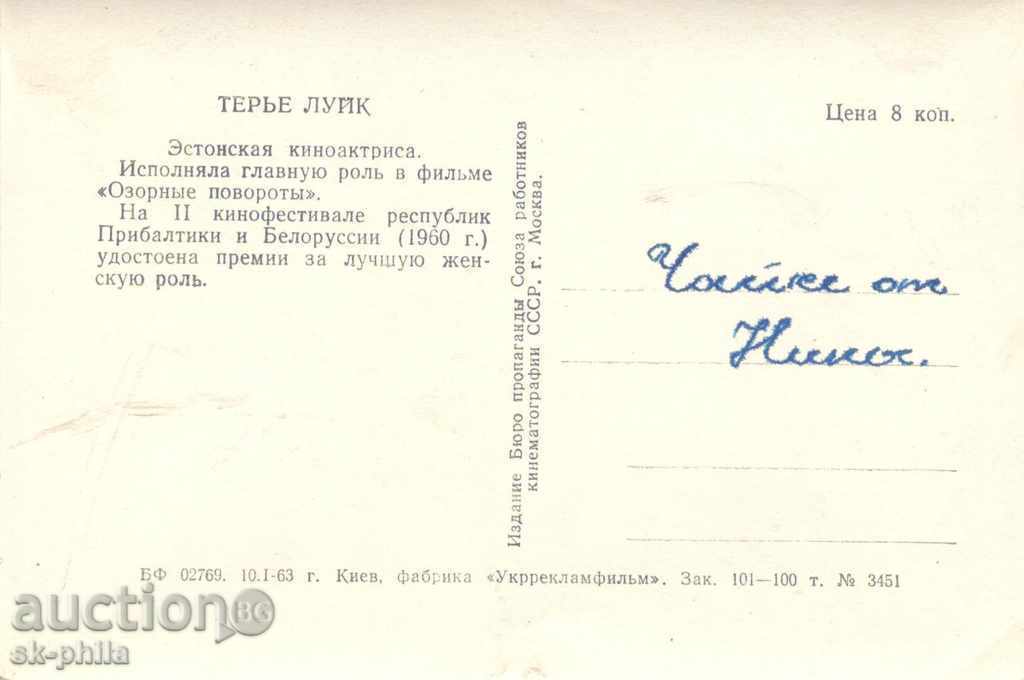 ТЕРЬЕ ЛУЙК
Эстонская киноактриса.
Исполняла главную роль в фильме
«Озорные повороты».
На II кинофестивале республик
Прибалтики и Белоруссии (1960 г.)
удостоена премии за лучшую жен-
скую роль.
Издание Бюро пропаганды Союза работников
кинематографии СССР. г. Москва.
Цена 8 коп.
Чайке от
Нины.
БФ 02769. 10.I-63 г. Киев, фабрика «Укррекламфильм». Зак. 101—100 т. № 3451
auction BG
sk-phila